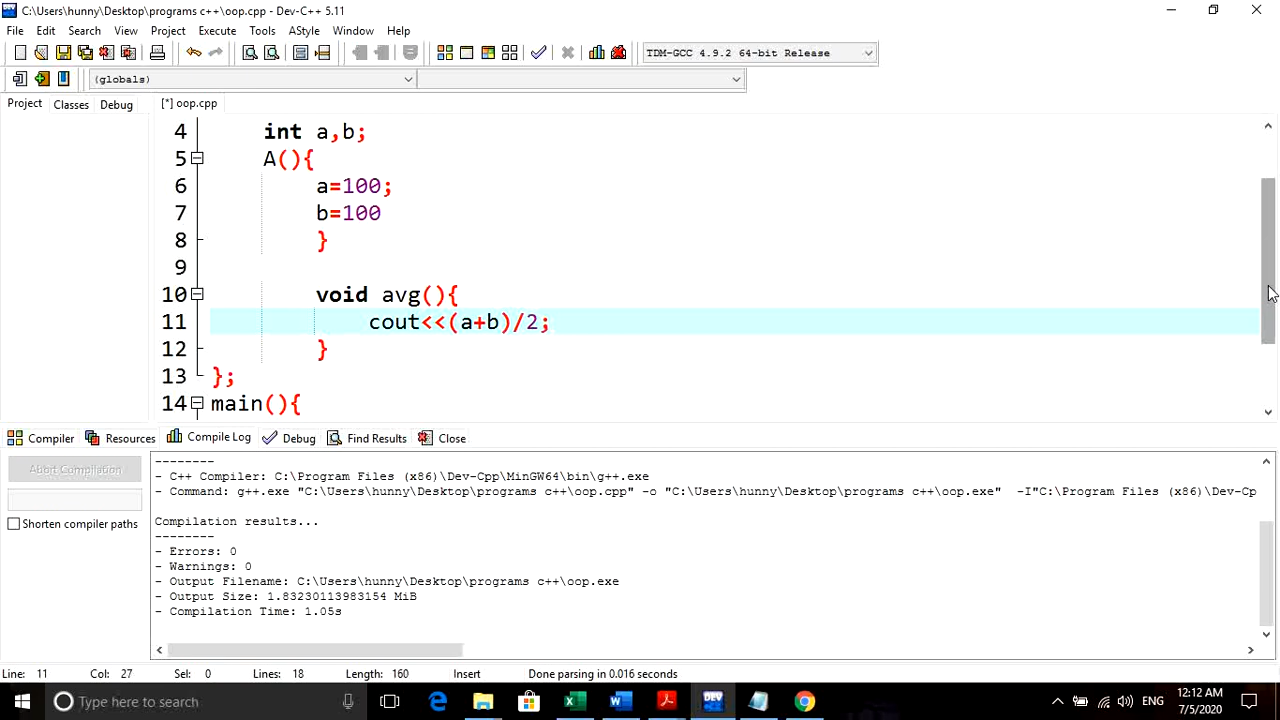 C:\Users\hunny\Desktop\programs c++\oop.cpp - Dev-C++ 5.11
File Edit Search View Project Execute Tools AStyle Window Help
TDM-GCC 4.9.2 64-bit Release
(globals)
Project Classes Debug [*] oop.cpp
4 int a,b;
5 A(){
6 a=100;
7 b=100
8 }
9
10 void avg(){
11 cout<<(a+b)/2;
12 }
13 };
14 main(){
Compiler Resources Compile Log Debug Find Results Close
Abort Compilation
Shorten compiler paths
--------
- C++ Compiler: C:\Program Files (x86)\Dev-Cpp\MinGW64\bin\g++.exe
- Command: g++.exe "C:\Users\hunny\Desktop\programs c++\oop.cpp" -o "C:\Users\hunny\Desktop\programs c++\oop.exe" -I"C:\Program Files (x86)\Dev-Cp
Compilation results...
--------
- Errors: 0
- Warnings: 0
- Output Filename: C:\Users\hunny\Desktop\programs c++\oop.exe
- Output Size: 1.83230113983154 MiB
- Compilation Time: 1.05s
Line: 11 Col: 27 Sel: 0 Lines: 18 Length: 160 Insert Done parsing in 0.016 seconds
Type here to search
DEV
ENG
12:12 AM
7/5/2020